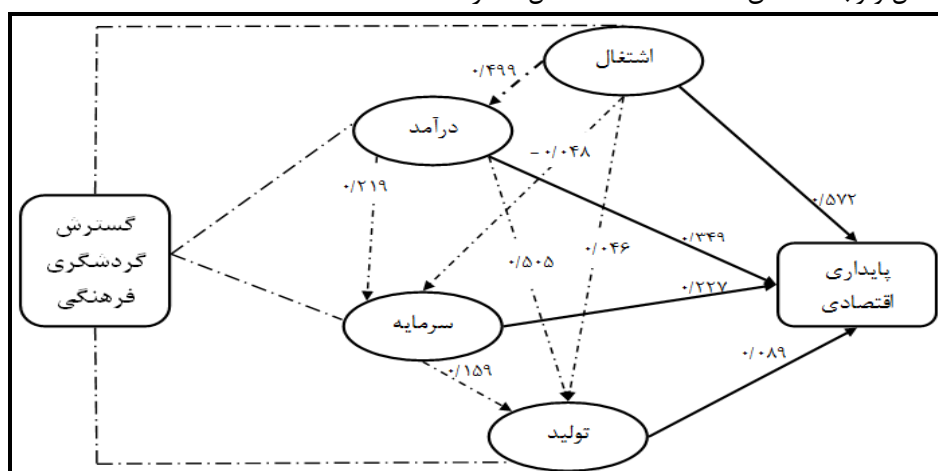 اشتغال
۰/۴۹۹
درآمد
-۰/۰۴۸
۰/۲۱۹
۰/۵۷۲
گسترش
گردشگری
فرهنگی
۰/۳۴۹
۰/۰۴۶
۰/۵۰۵
پایداری
اقتصادی
۰/۲۲۷
سرمایه
۰/۱۵۹
۰/۰۸۹
تولید